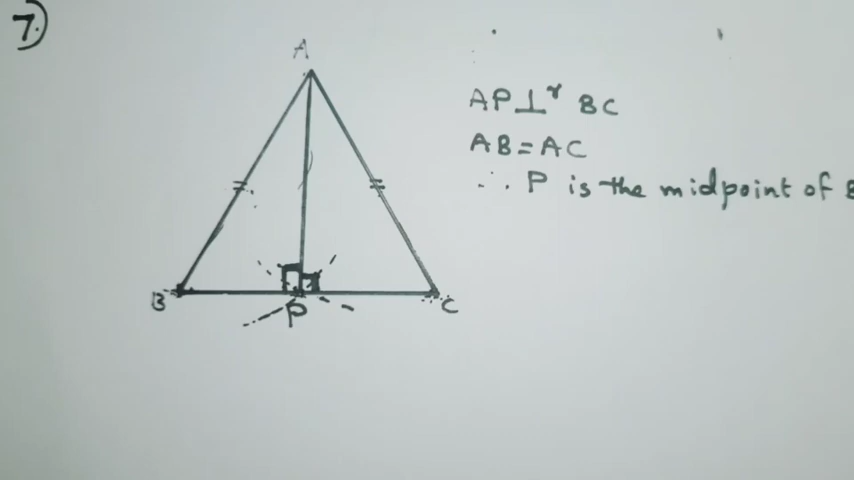 7.)
A
AP⊥ʳ BC
AB=AC
∴ P is the midpoint of
B
P
C